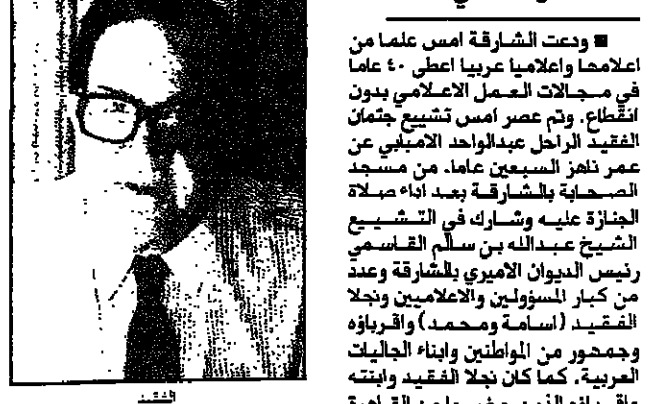 ■ ودعت الشارقة امس علما من
اعلامها واعلاميا عربيا اعطى ٤٠ عاما
في مجالات العمل الاعلامي بدون
انقطاع. وتم عصر امس تشييع جثمان
الفقيد الراحل عبدالواحد الامبابي عن
عمر ناهز السبعين عاما. من مسجد
الصحابة بالشارقة بعد اداء صلاة
الجنازة عليه وشارك في التشييع
الشيخ عبدالله بن سالم القاسمي
رئيس الديوان الاميري بالشارقة وعدد
من كبار المسؤولين والاعلاميين ونجلا
الفقيد (اسامة ومحمد) واقرباؤه
وجمهور من المواطنين وابناء الجاليات
العربية. كما كان نجلا الفقيد وابنته
الفقيد